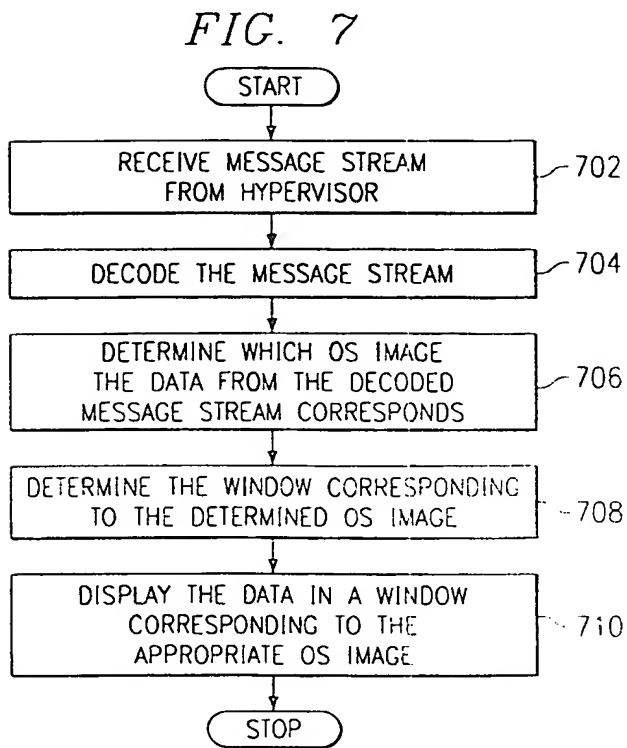 FIG. 7
START
RECEIVE MESSAGE STREAM
FROM HYPERVISOR
702
DECODE THE MESSAGE STREAM
704
DETERMINE WHICH OS IMAGE
THE DATA FROM THE DECODED
MESSAGE STREAM CORRESPONDS
706
DETERMINE THE WINDOW CORRESPONDING
TO THE DETERMINED OS IMAGE
708
DISPLAY THE DATA IN A WINDOW
CORRESPONDING TO THE
APPROPRIATE OS IMAGE
710
STOP